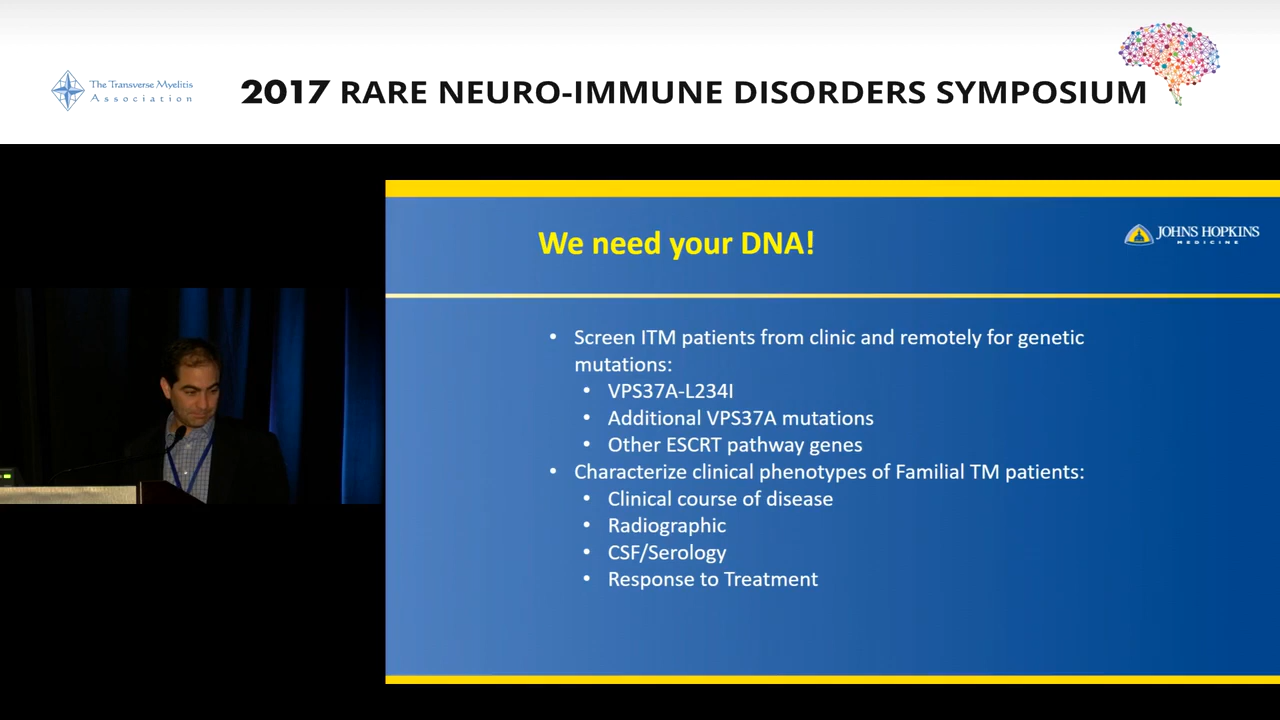 The Transverse Myelitis
Association
2017 RARE NEURO-IMMUNE DISORDERS SYMPOSIUM
JOHNS HOPKINS
MEDICINE
We need your DNA!
• Screen ITM patients from clinic and remotely for genetic
mutations:
• VPS37A-L234I
• Additional VPS37A mutations
• Other ESCRT pathway genes
• Characterize clinical phenotypes of Familial TM patients:
• Clinical course of disease
• Radiographic
• CSF/Serology
• Response to Treatment